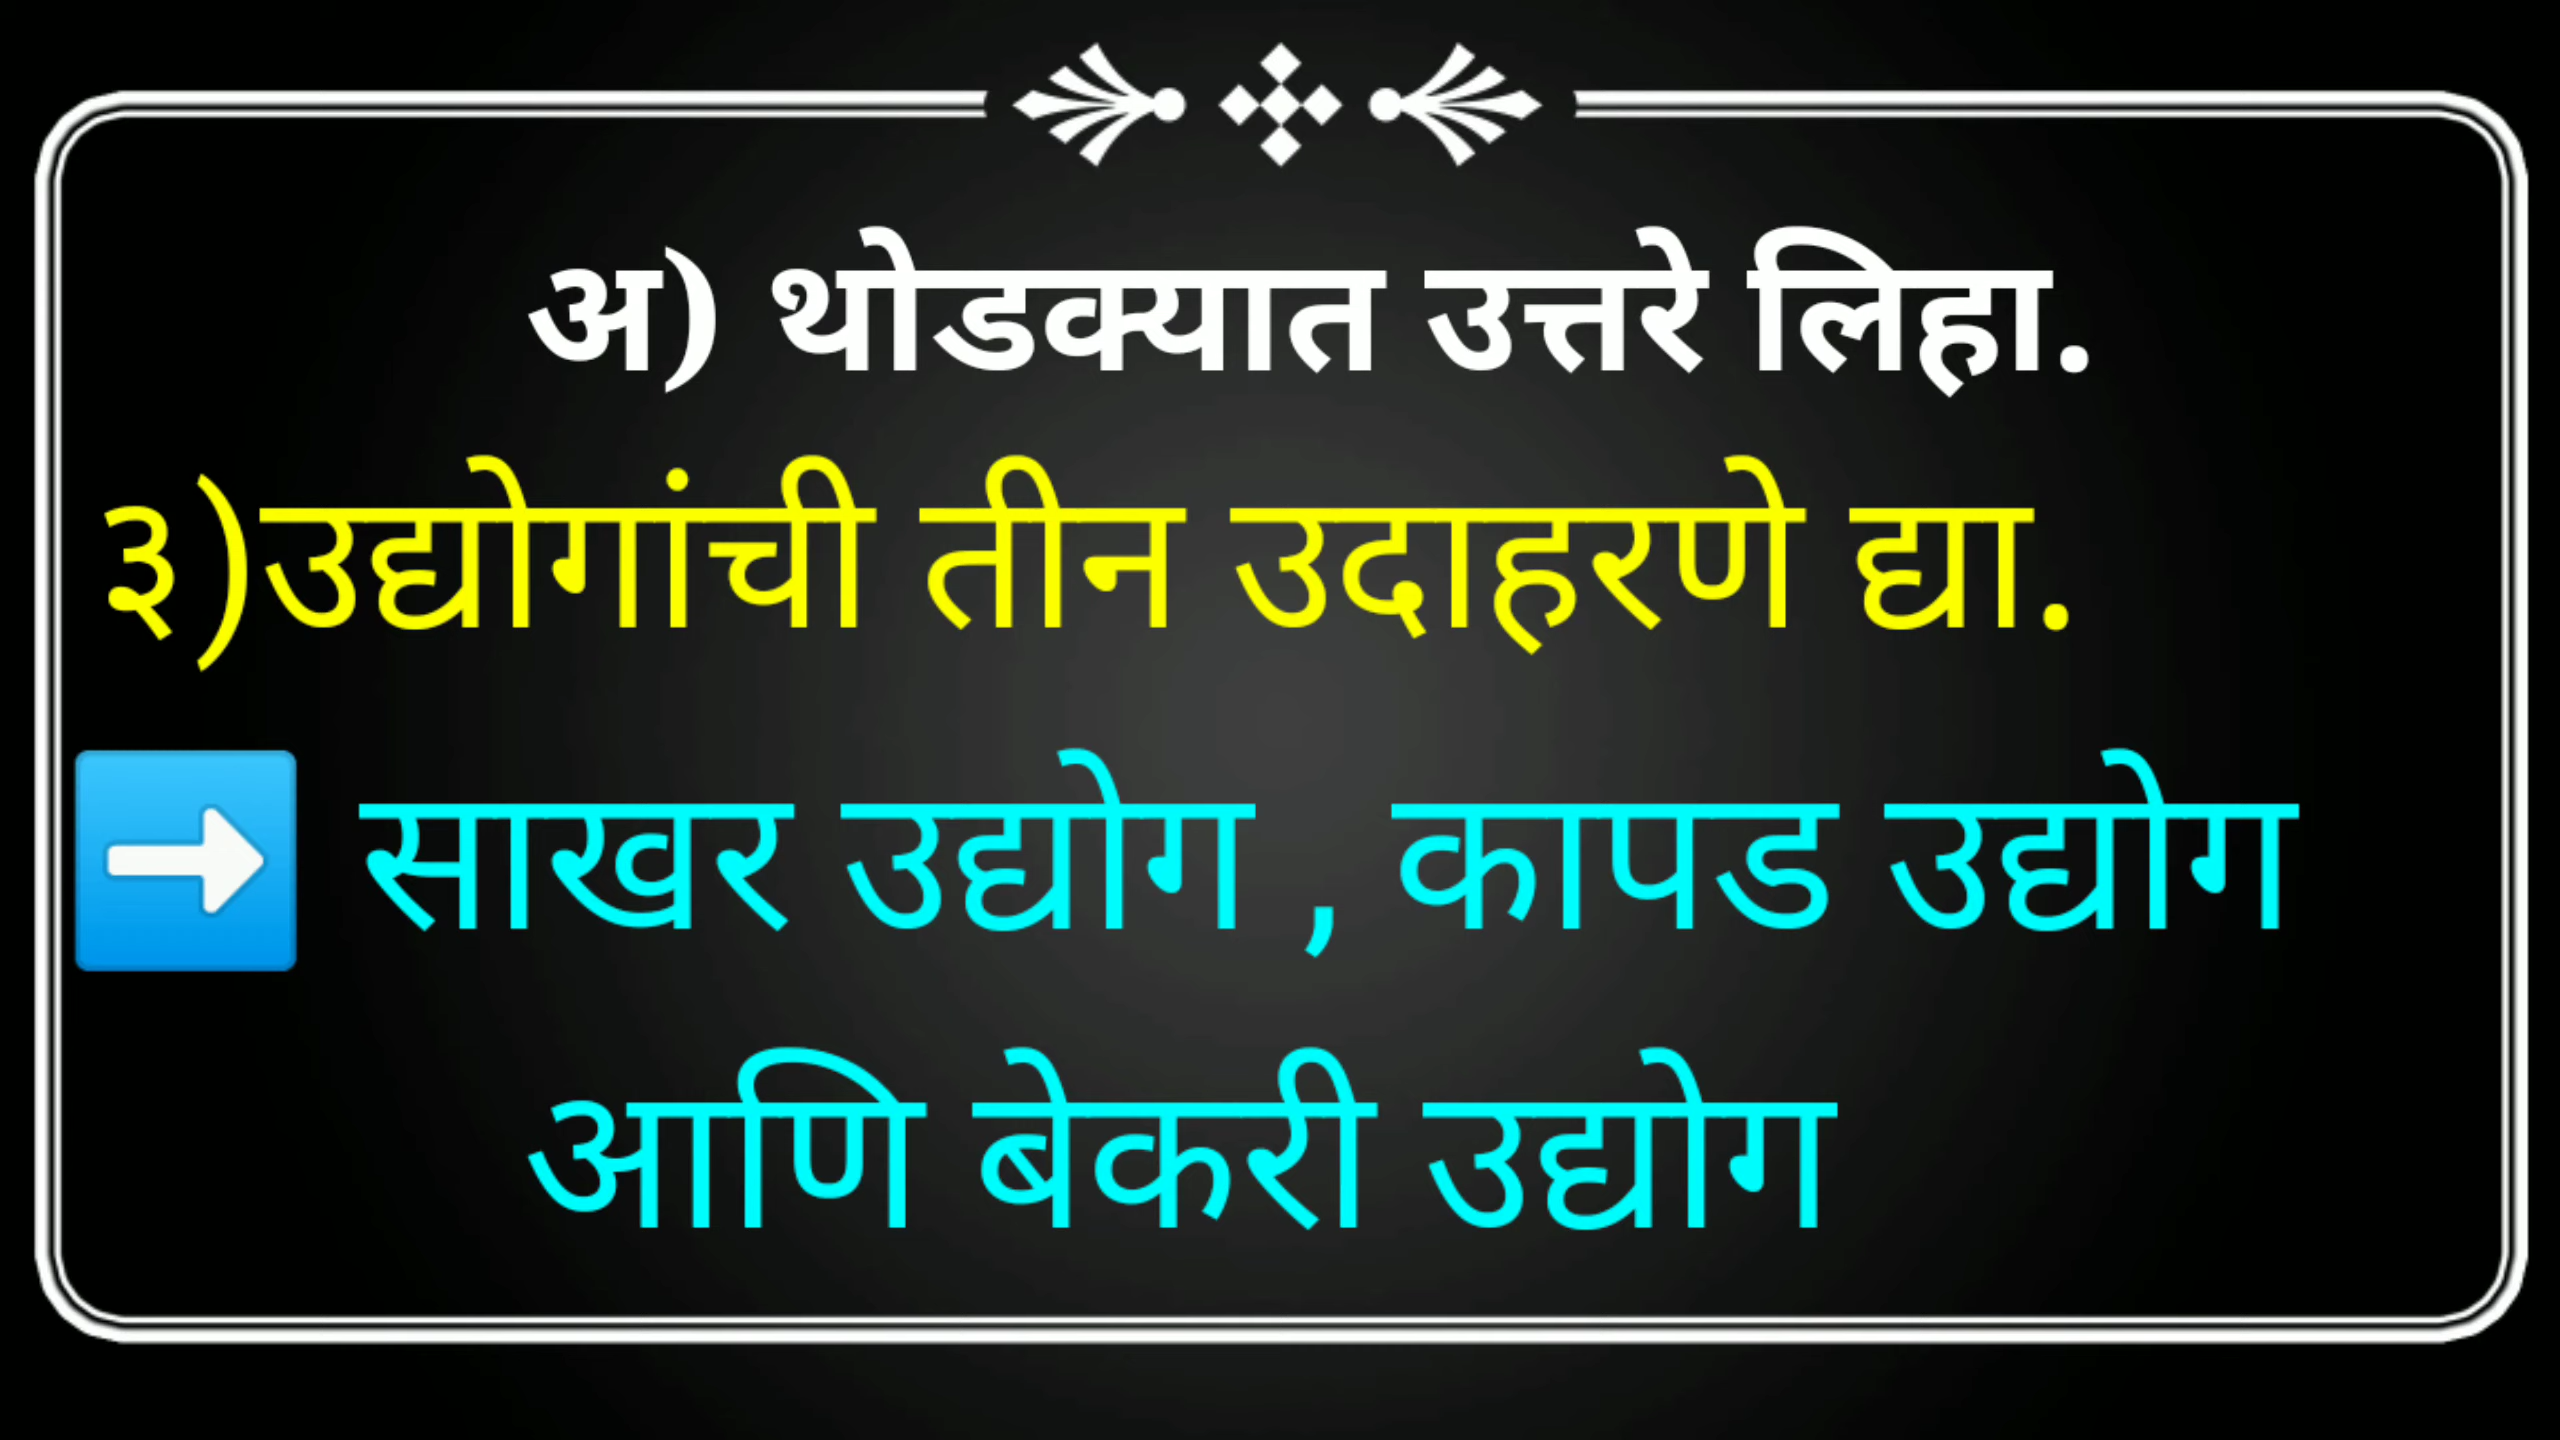 अ) थोडक्यात उत्तरे लिहा.
३)उद्योगांची तीन उदाहरणे द्या.
➡️ साखर उद्योग , कापड उद्योग
आणि बेकरी उद्योग